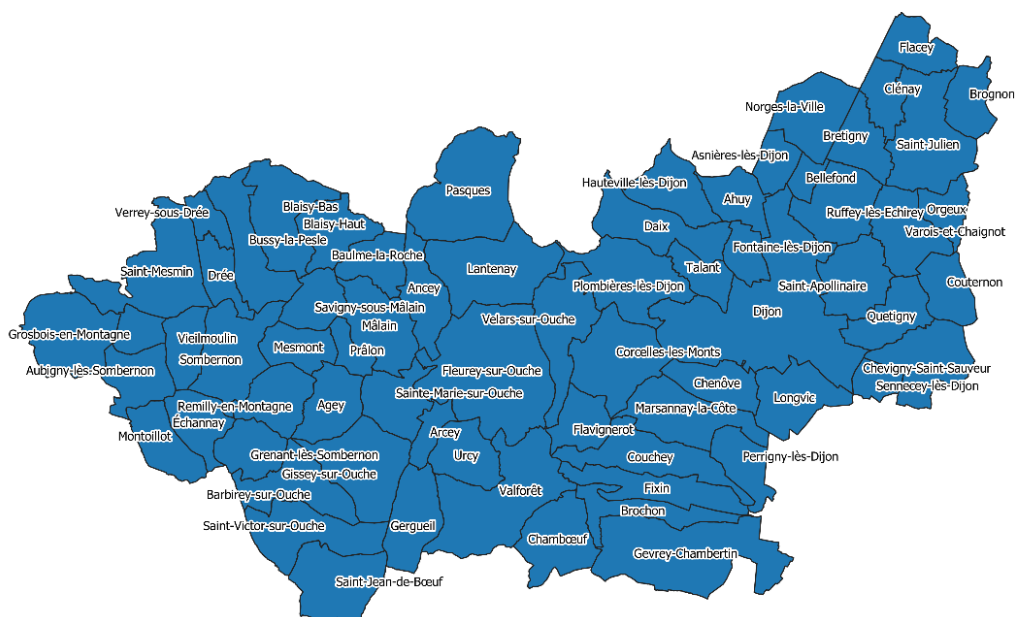 Flacey
Clénay
Brognon
Norges-la-Ville
Bretigny
Saint-Julien
Asnières-lès-Dijon
Bellefond
Hauteville-lès-Dijon
Pasques
Ahuy
Blaisy-Bas
Verrey-sous-Drée
Ruffey-lès-Echirey
Orgeux
Blaisy-Haut
Daix
Varois-et-Chaignot
Bussy-la-Pesle
Fontaine-lès-Dijon
Baulme-la-Roche
Lantenay
Talant
Saint-Mesmin
Drée
Couternon
Ancey
Plombières-lès-Dijon
Saint-Apollinaire
Savigny-sous-Mâlain
Dijon
Quetigny
Velars-sur-Ouche
Mâlain
Grosbois-en-Montagne
Vieilmoulin
Mesmont
Prâlon
Corcelles-les-Monts
Sombernon
Chevigny-Saint-Sauveur
Aubigny-lès-Sombernon
Fleurey-sur-Ouche
Chenôve
Sennecey-lès-Dijon
Sainte-Marie-sur-Ouche
Longvic
Remilly-en-Montagne
Agey
Marsannay-la-Côte
Échannay
Flavignerot
Arcey
Montoillot
Grenant-lès-Sombernon
Urcy
Couchey
Perrigny-lès-Dijon
Gissey-sur-Ouche
Fixin
Valforêt
Barbirey-sur-Ouche
Brochon
Saint-Victor-sur-Ouche
Gergueil
Chambœuf
Gevrey-Chambertin
Saint-Jean-de-Bœuf